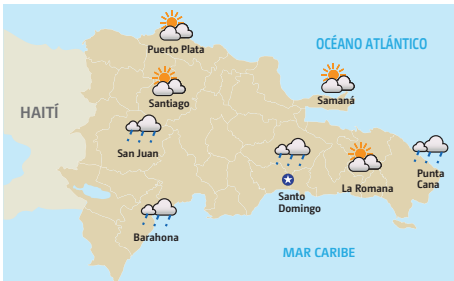 Puerto Plata
OCÉANO ATLÁNTICO
Santiago
Samaná
HAITÍ
San Juan
La Romana
Punta
Cana
Santo
Domingo
Barahona
MAR CARIBE